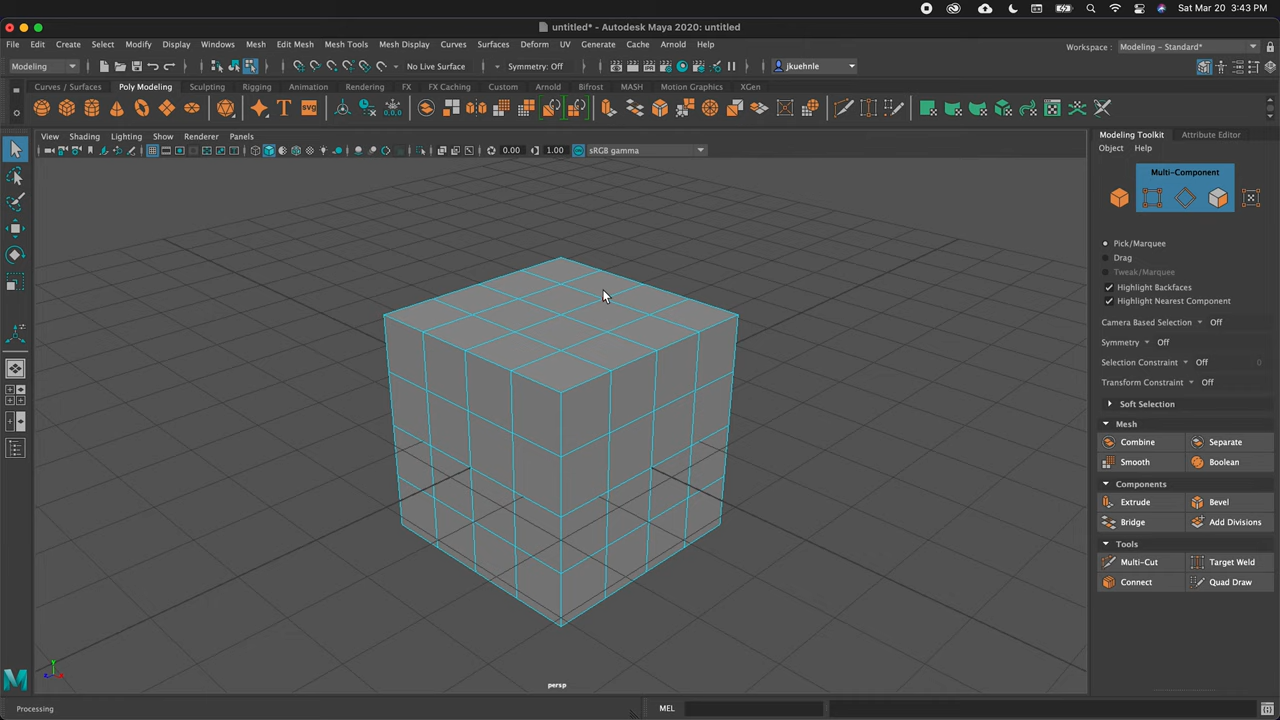 Sat Mar 20 3:43 PM
untitled* - Autodesk Maya 2020: untitled
File Edit Create Select Modify Display Windows Mesh Edit Mesh Mesh Tools Mesh Display Curves Surfaces Deform UV Generate Cache Arnold Help
Workspace : Modeling - Standard*
Modeling No Live Surface Symmetry: Off jkuehnle
Curves / Surfaces Poly Modeling Sculpting Rigging Animation Rendering FX FX Caching Custom Arnold Bifrost MASH Motion Graphics XGen
T SVG
View Shading Lighting Show Renderer Panels
0.00 1.00 sRGB gamma
Modeling Toolkit Attribute Editor
Object Help
Multi-Component
Pick/Marquee
Drag
Tweak/Marquee
Highlight Backfaces
Highlight Nearest Component
Camera Based Selection Off
Symmetry Off
Selection Constraint Off 0
Transform Constraint Off
Soft Selection
Mesh
Combine Separate
Smooth Boolean
Components
Extrude Bevel
Bridge Add Divisions
Tools
Multi-Cut Target Weld
Connect Quad Draw
persp
Processing MEL